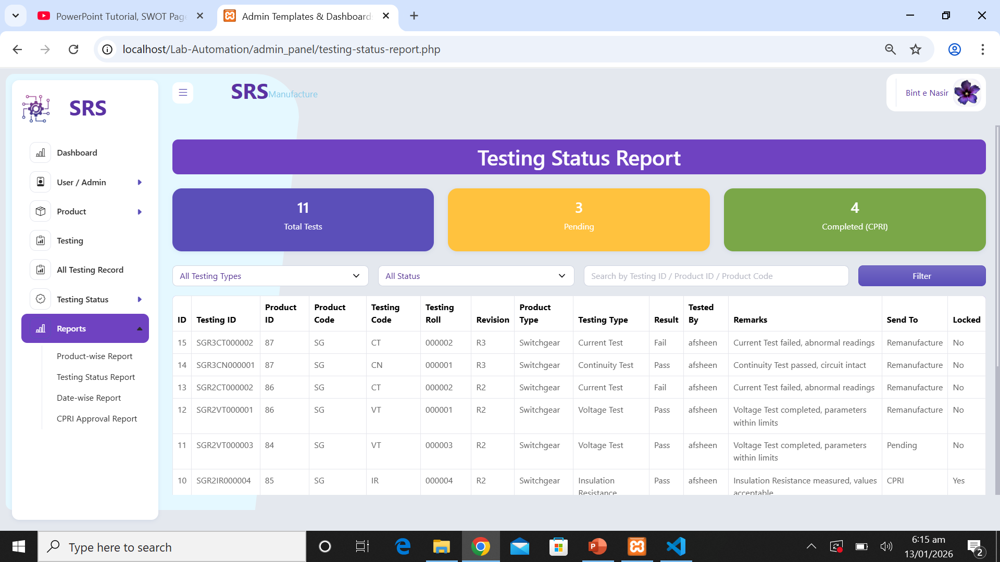 PowerPoint Tutorial, SWOT Page
Admin Templates & Dashboards
localhost/Lab-Automation/admin_panel/testing-status-report.php
SRS
SRSManufacture
Bint e Nasir
Dashboard
User / Admin
Product
Testing
All Testing Record
Testing Status
Reports
Product-wise Report
Testing Status Report
Date-wise Report
CPRI Approval Report
Testing Status Report
11
Total Tests
3
Pending
4
Completed (CPRI)
All Testing Types
All Status
Search by Testing ID / Product ID / Product Code
Filter
ID Testing ID Product ID Product Code Testing Code Testing Roll Revision Product Type Testing Type Result Tested By Remarks Send To Locked
15 SGR3CT000002 87 SG CT 000002 R3 Switchgear Current Test Fail afsheen Current Test failed, abnormal readings Remanufacture No
14 SGR3CN000001 87 SG CN 000001 R3 Switchgear Continuity Test Pass afsheen Continuity Test passed, circuit intact Remanufacture No
13 SGR2CT000002 86 SG CT 000002 R2 Switchgear Current Test Fail afsheen Current Test failed, abnormal readings Remanufacture No
12 SGR2VT000001 86 SG VT 000001 R2 Switchgear Voltage Test Pass afsheen Voltage Test completed, parameters within limits Remanufacture No
11 SGR2VT000003 84 SG VT 000003 R2 Switchgear Voltage Test Pass afsheen Voltage Test completed, parameters within limits Pending No
10 SGR2IR000004 85 SG IR 000004 R2 Switchgear Insulation Resistance Pass afsheen Insulation Resistance measured, values acceptable CPRI Yes
Type here to search
6:15 am
13/01/2026
2